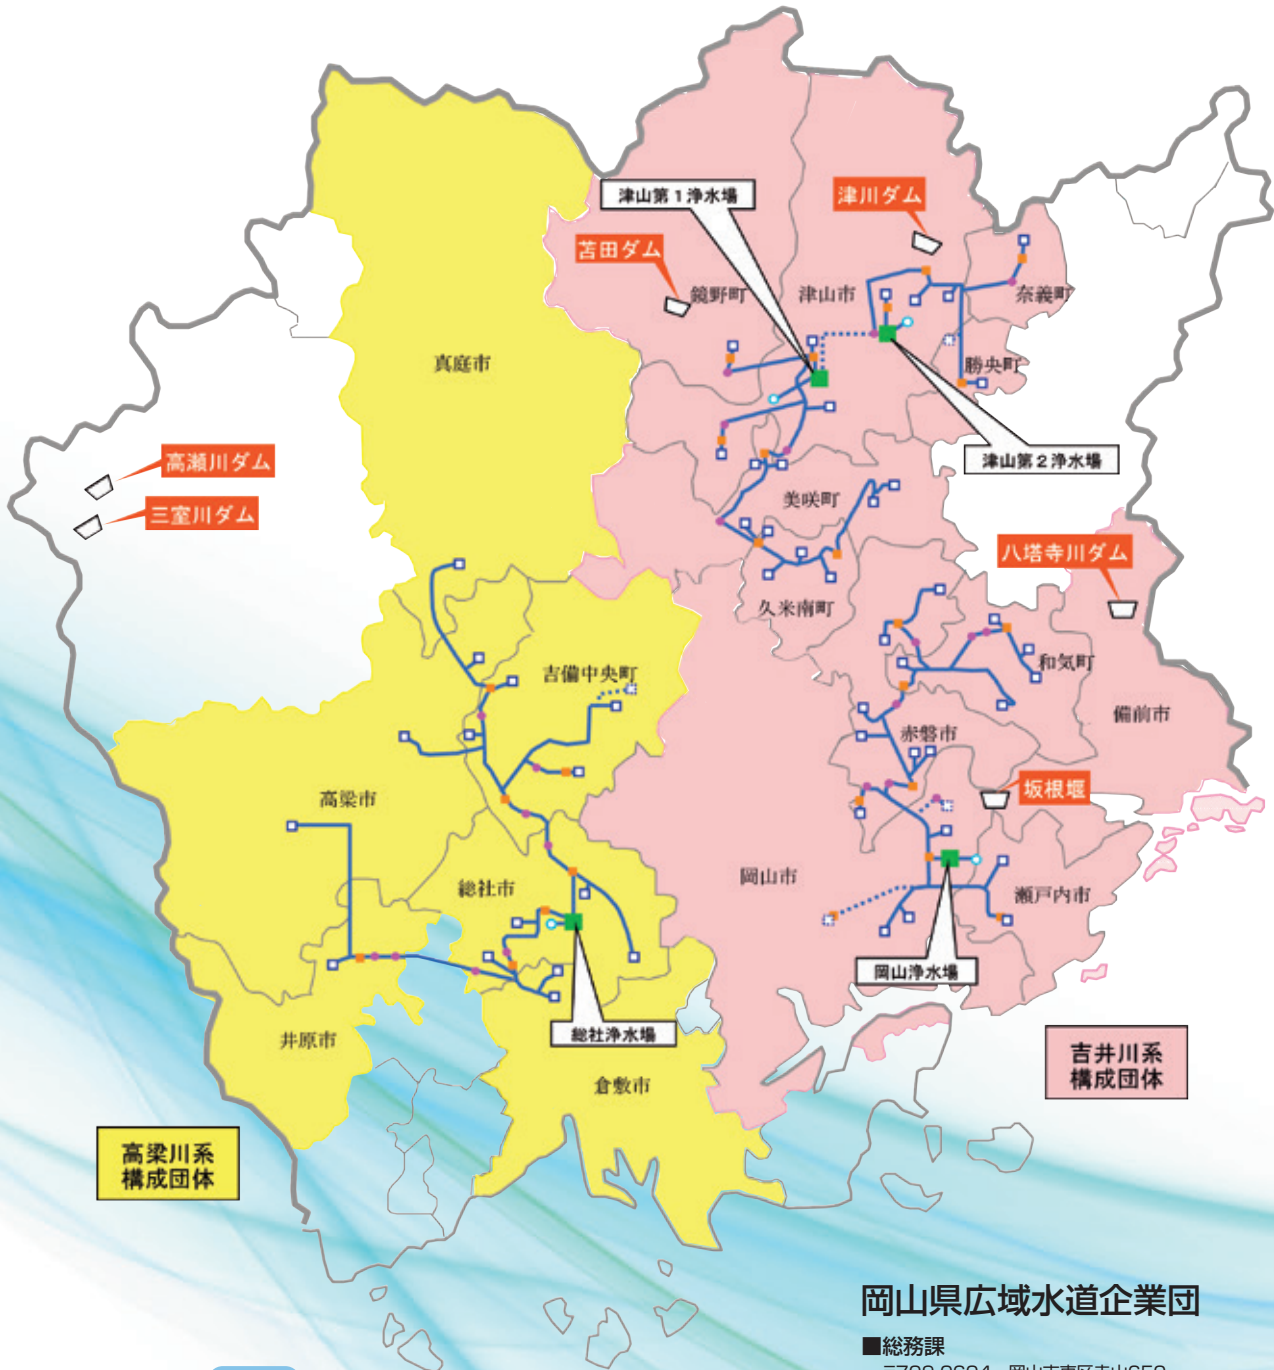 津山第1浄水場
津川ダム
苫田ダム
鏡野町
津山市
奈義町
真庭市
勝央町
高瀬川ダム
津山第2浄水場
三室川ダム
美咲町
八塔寺川ダム
久米南町
吉備中央町
和気町
備前市
赤磐市
坂根堰
高梁市
岡山市
総社市
瀬戸内市
岡山浄水場
総社浄水場
井原市
吉井川系
構成団体
倉敷市
高梁川系
構成団体
岡山県広域水道企業団
■総務課